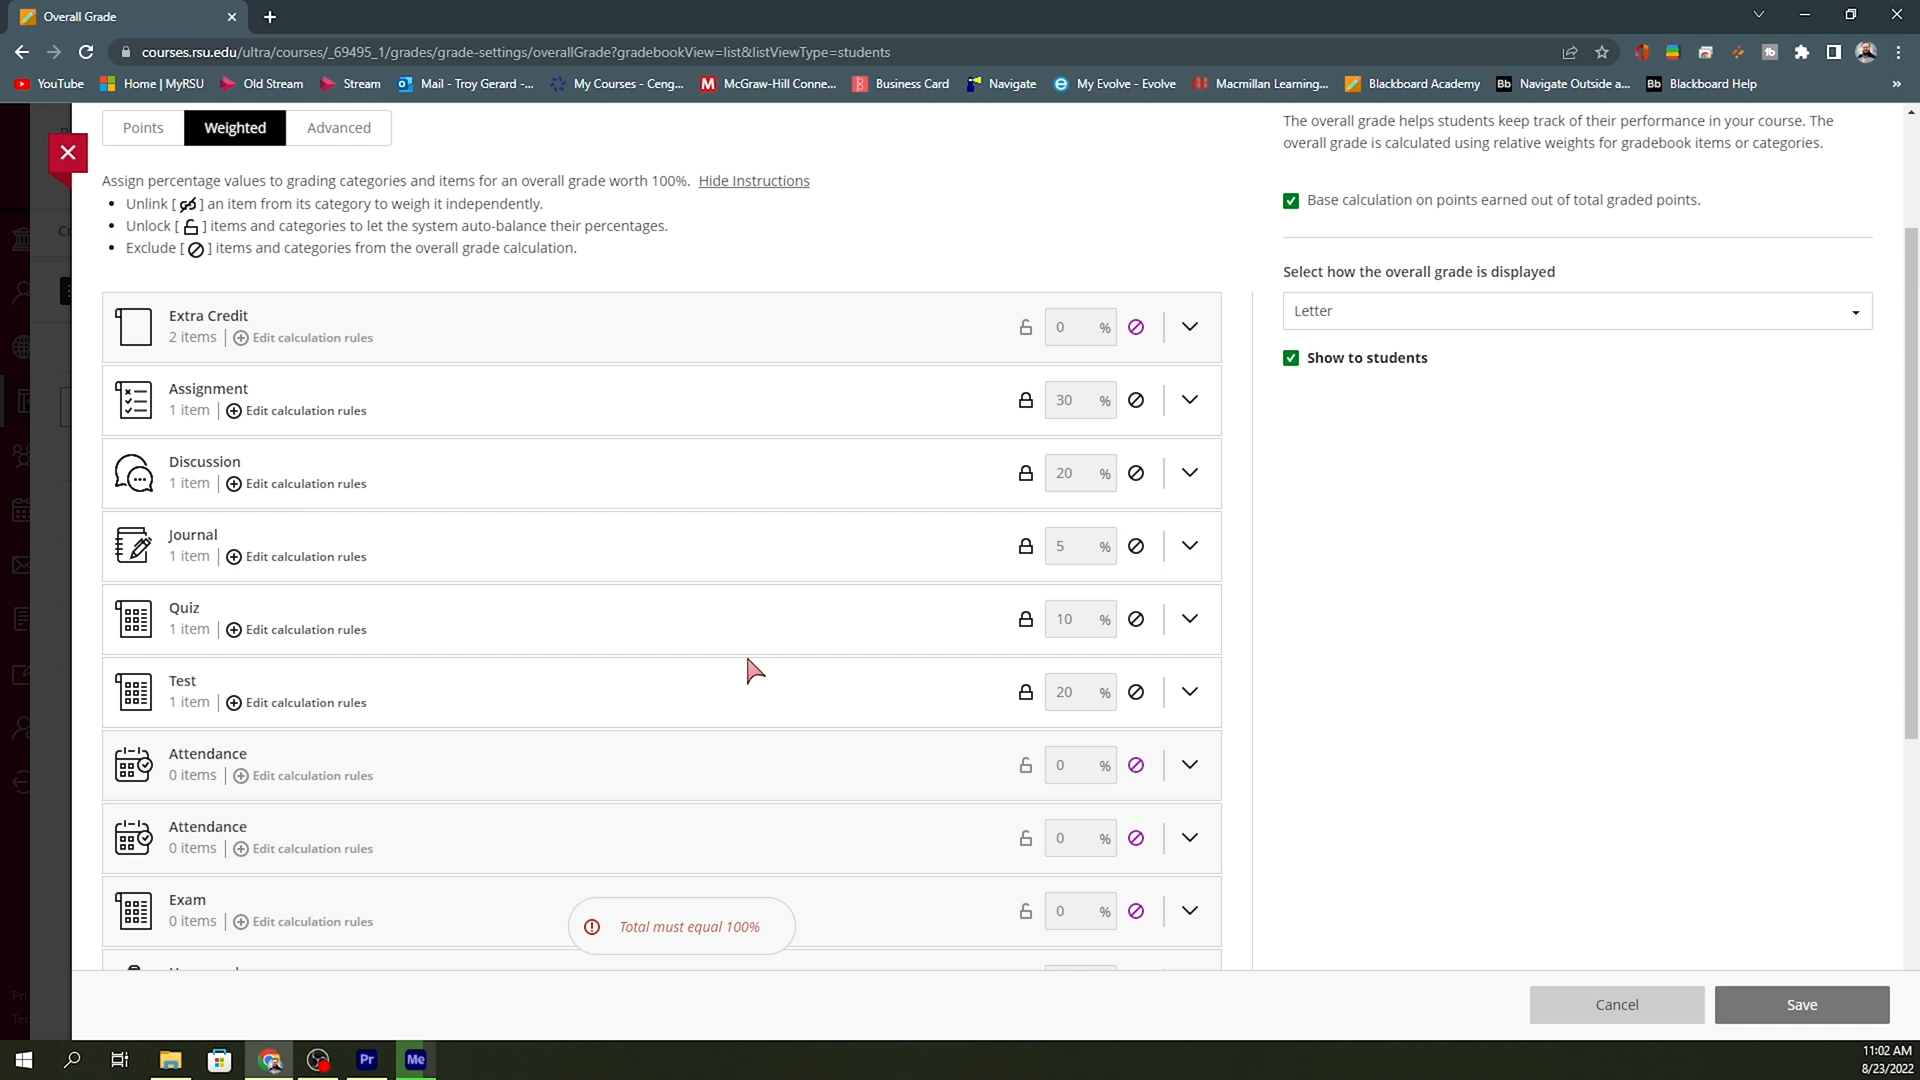 Overall Grade
courses.rsu.edu/ultra/courses/_69495_1/grades/grade-settings/overallGrade?gradebookView=list&listViewType=students
YouTube Home | MyRSU Old Stream Stream Mail - Troy Gerard -... My Courses - Ceng... McGraw-Hill Conne... Business Card Navigate My Evolve - Evolve Macmillan Learning... Blackboard Academy Navigate Outside a... Blackboard Help »
Points Weighted Advanced
Assign percentage values to grading categories and items for an overall grade worth 100%. Hide Instructions
• Unlink [ ] an item from its category to weigh it independently.
• Unlock [ ] items and categories to let the system auto-balance their percentages.
• Exclude [ ] items and categories from the overall grade calculation.
Extra Credit
2 items | Edit calculation rules
0 %
Assignment
1 item | Edit calculation rules
30 %
Discussion
1 item | Edit calculation rules
20 %
Journal
1 item | Edit calculation rules
5 %
Quiz
1 item | Edit calculation rules
10 %
Test
1 item | Edit calculation rules
20 %
Attendance
0 items | Edit calculation rules
0 %
Attendance
0 items | Edit calculation rules
0 %
Exam
0 items | Edit calculation rules
0 %
Total must equal 100%
The overall grade helps students keep track of their performance in your course. The
overall grade is calculated using relative weights for gradebook items or categories.
Base calculation on points earned out of total graded points.
Select how the overall grade is displayed
Letter
Show to students
Cancel Save
Pr Me
11:02 AM
8/23/2022